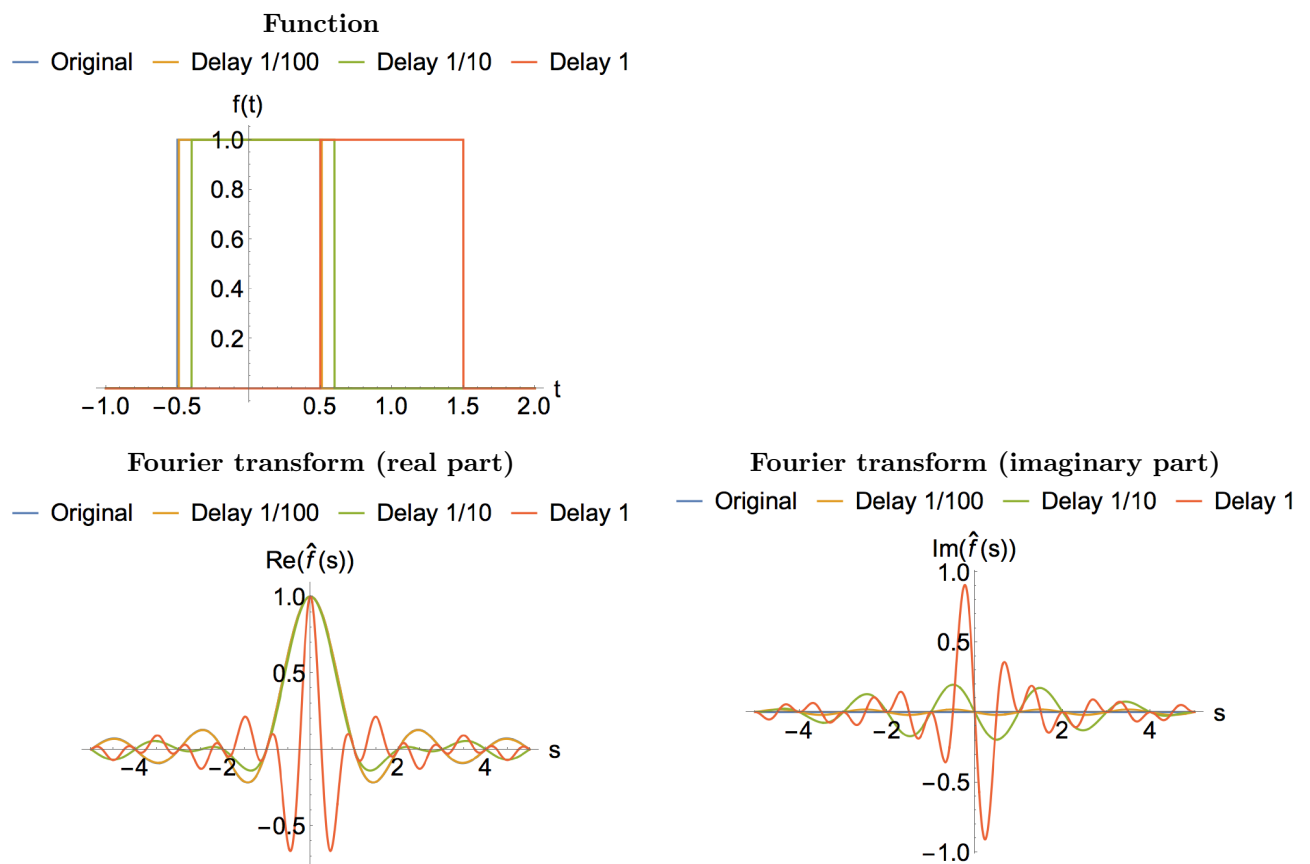 Function
Original Delay 1/100 Delay 1/10 Delay 1
f(t)
1.0
0.8
0.6
0.4
0.2
t
−1.0 −0.5 0.5 1.0 1.5 2.0
Fourier transform (real part)
Original Delay 1/100 Delay 1/10 Delay 1
Re(f̂(s))
1.0
0.5
s
−4 −2 2 4
−0.5
Fourier transform (imaginary part)
Original Delay 1/100 Delay 1/10 Delay 1
Im(f̂(s))
1.0
0.5
s
−4 −2 2 4
−0.5
−1.0